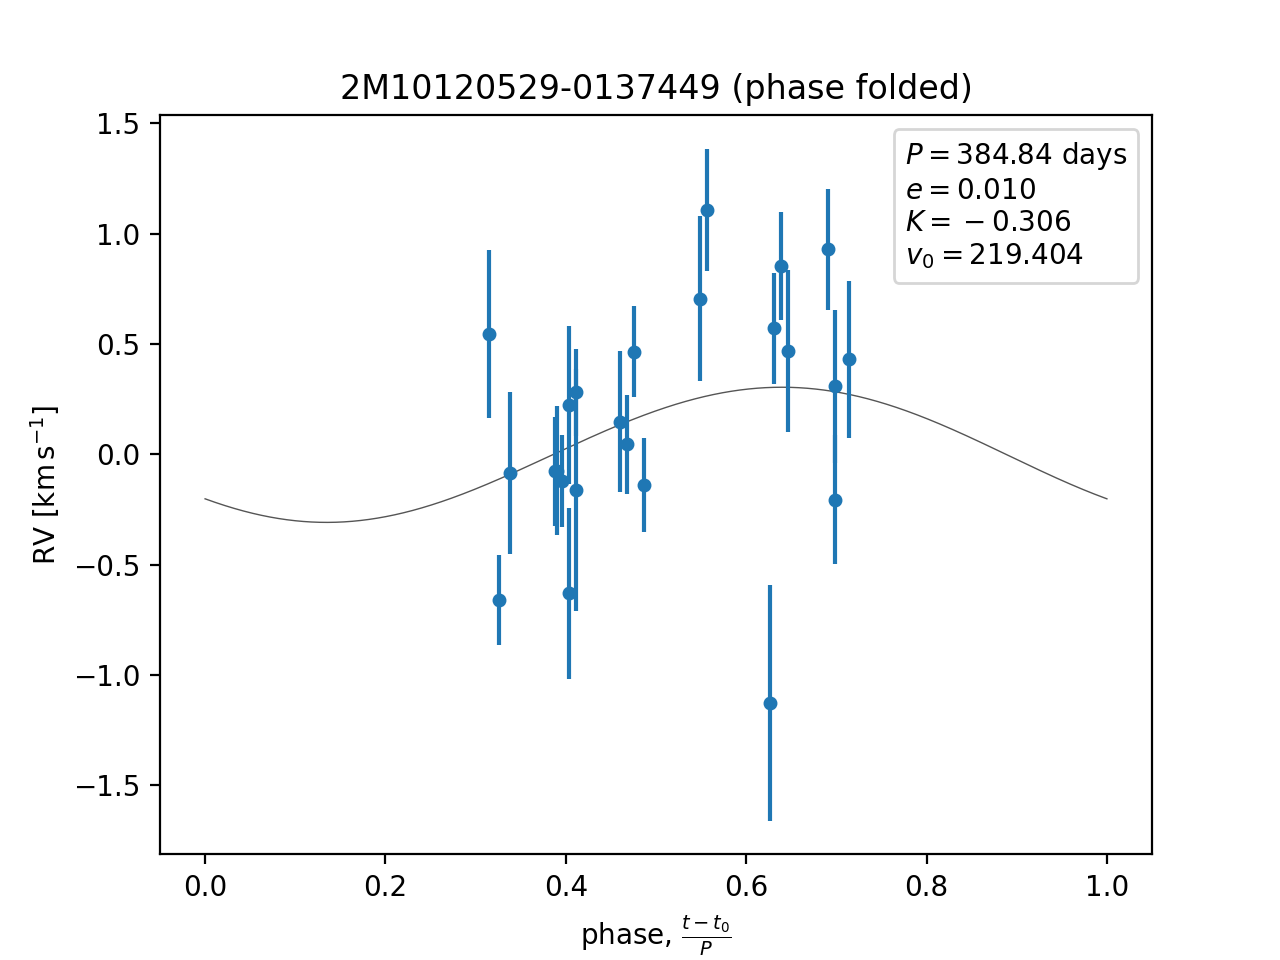 2M10120529-0137449 (phase folded)
P = 384.84 days
e = 0.010
K = −0.306
v₀ = 219.404
RV [km s⁻¹]
1.5
1.0
0.5
0.0
−0.5
−1.0
−1.5
0.0 0.2 0.4 0.6 0.8 1.0
phase, (t − t₀)/P